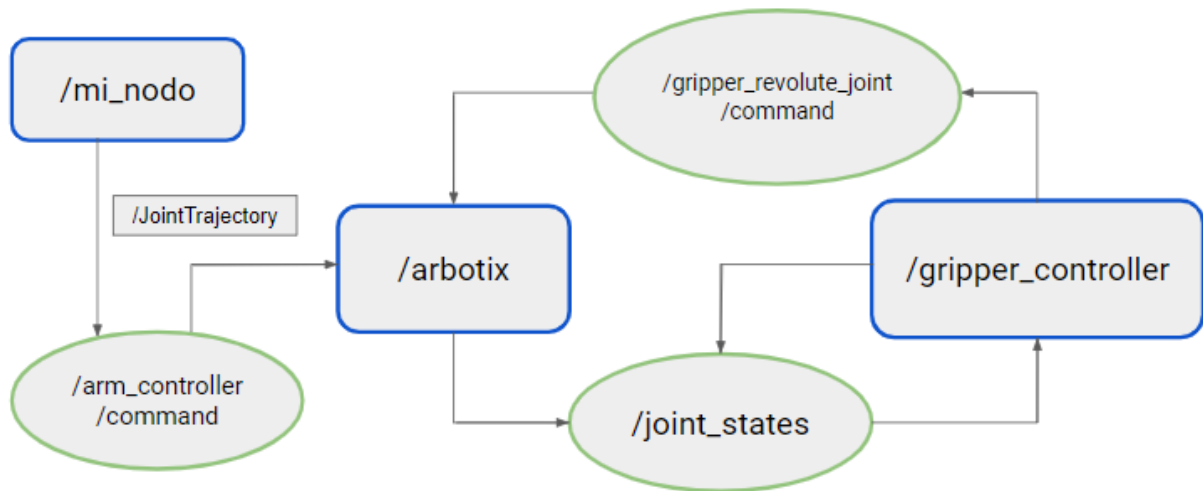 /mi_nodo
/gripper_revolute_joint
/command
/JointTrajectory
/arbotix
/gripper_controller
/arm_controller
/command
/joint_states